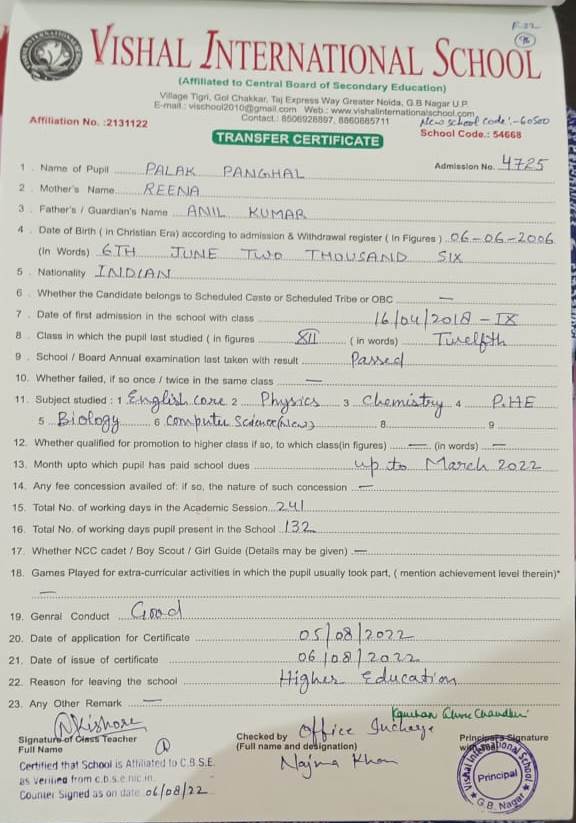 F-22
98
VISHAL INTERNATIONAL SCHOOL
(Affiliated to Central Board of Secondary Education)
Village Tigri, Gol Chakkar, Taj Express Way Greater Noida, G.B Nagar U.P.
E-mail.: vischool2010@gmail.com Web.: www.vishalinternationalschool.com
Contact.: 8506928897, 8860885711
New school code :- 60500
Affiliation No. :2131122
School Code.: 54668
TRANSFER CERTIFICATE
1 . Name of Pupil PALAK PANGHAL Admission No. 4725
2 . Mother's Name REENA
3 . Father's / Guardian's Name ANIL KUMAR
4 . Date of Birth ( in Christian Era) according to admission & Withdrawal register ( In Figures ) 06-06-2006
(In Words) 6TH JUNE TWO THOUSAND SIX
5 . Nationality INDIAN
6 . Whether the Candidate belongs to Scheduled Caste or Scheduled Tribe or OBC —
7 . Date of first admission in the school with class 16/04/2018 - IX
8 . Class in which the pupil last studied ( in figures XII ( in words) Twelfth
9 . School / Board Annual examination last taken with result Passed
10. Whether failed, if so once / twice in the same class —
11. Subject studied : 1 English core 2 Physics 3 Chemistry 4 P.HE
5 Biology 6 Computer Science(New) 8 9
12. Whether qualified for promotion to higher class if so, to which class(in figures) — (in words) —
13. Month upto which pupil has paid school dues up to March 2022
14. Any fee concession availed of: if so, the nature of such concession —
15. Total No. of working days in the Academic Session 241
16. Total No. of working days pupil present in the School 132
17. Whether NCC cadet / Boy Scout / Girl Guide (Details may be given) —
18. Games Played for extra-curricular activities in which the pupil usually took part, ( mention achievement level therein)*
—
19. Genral Conduct Good
20. Date of application for Certificate 05/08/2022
21. Date of issue of certificate 06/08/2022
22. Reason for leaving the school Higher Education
23. Any Other Remark —
NKishore
Signature of Class Teacher
Full Name
Checked by Office Incharge
(Full name and designation)
Najma Khan
Principal's Signature
Certified that School is Affiliated to C.B.S.E.
as verified from c.b.s.e nic in.
Counter Signed as on date 06/08/22
Vishal International School
Principal
G.B. Nagar